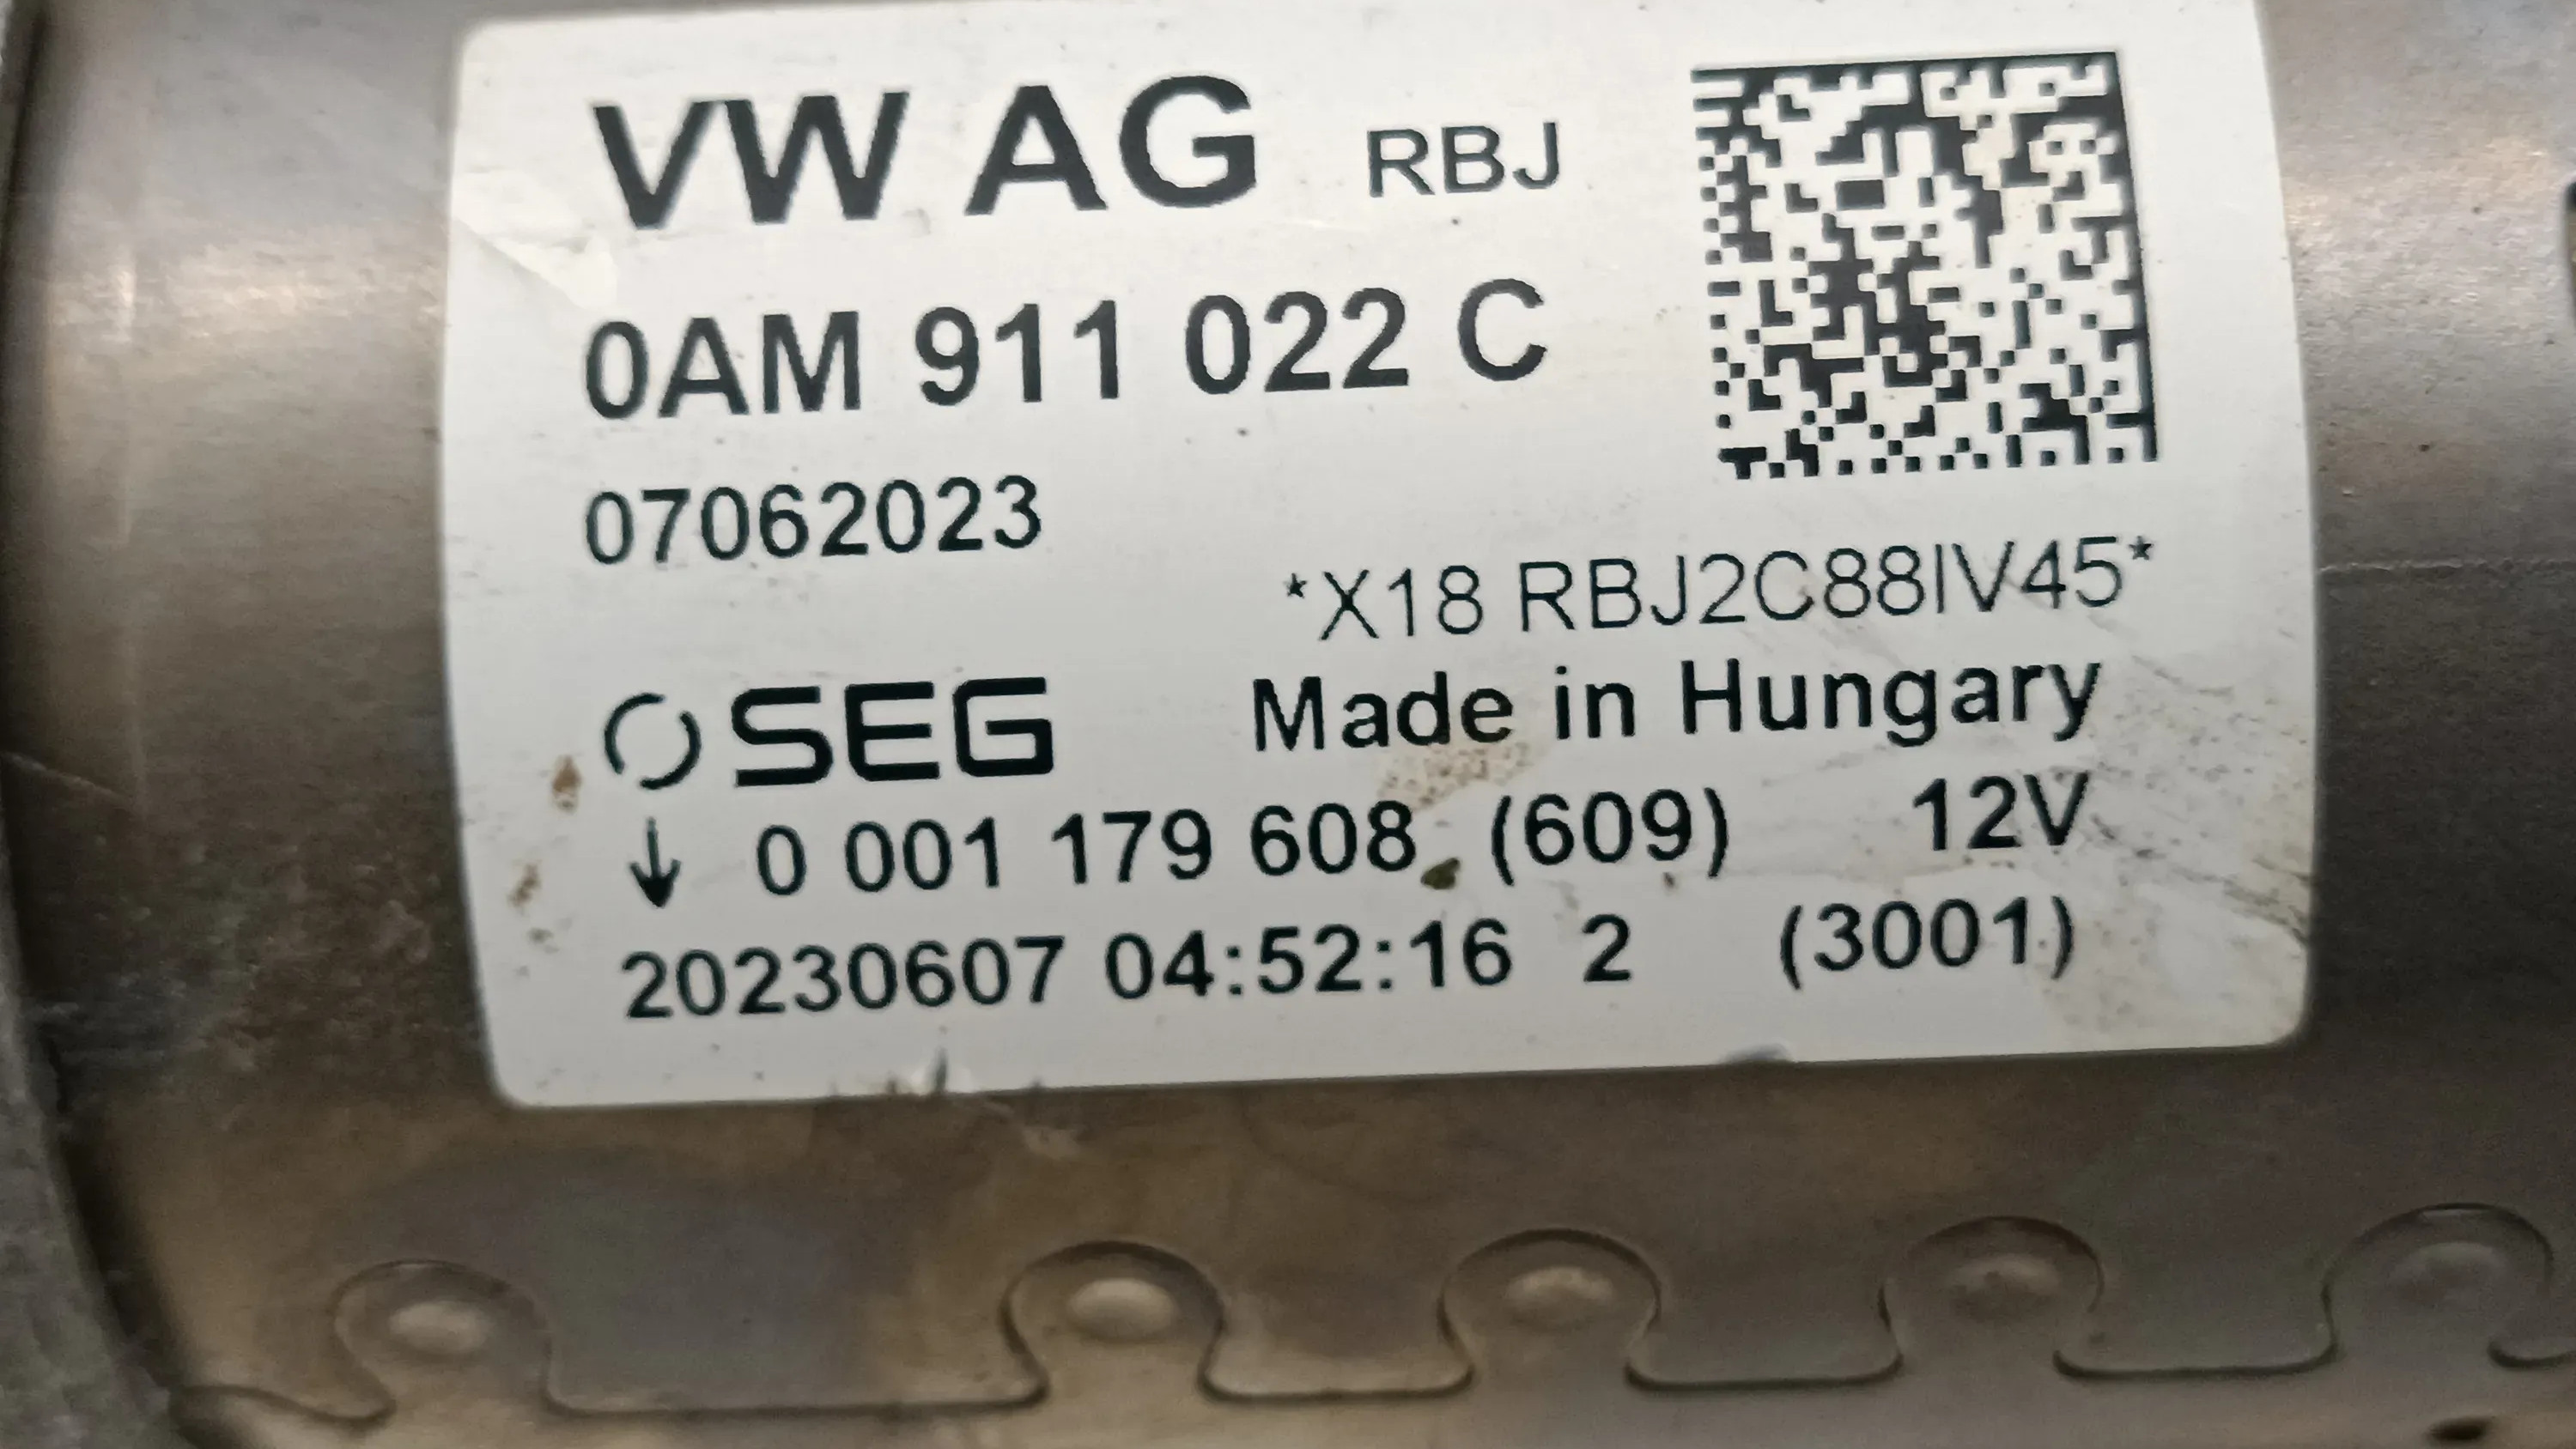 VW AG RBJ
0AM 911 022 C
07062023
*X18 RBJ2C88IV45*
SEG Made in Hungary
↓ 0 001 179 608 (609) 12V
20230607 04:52:16 2 (3001)